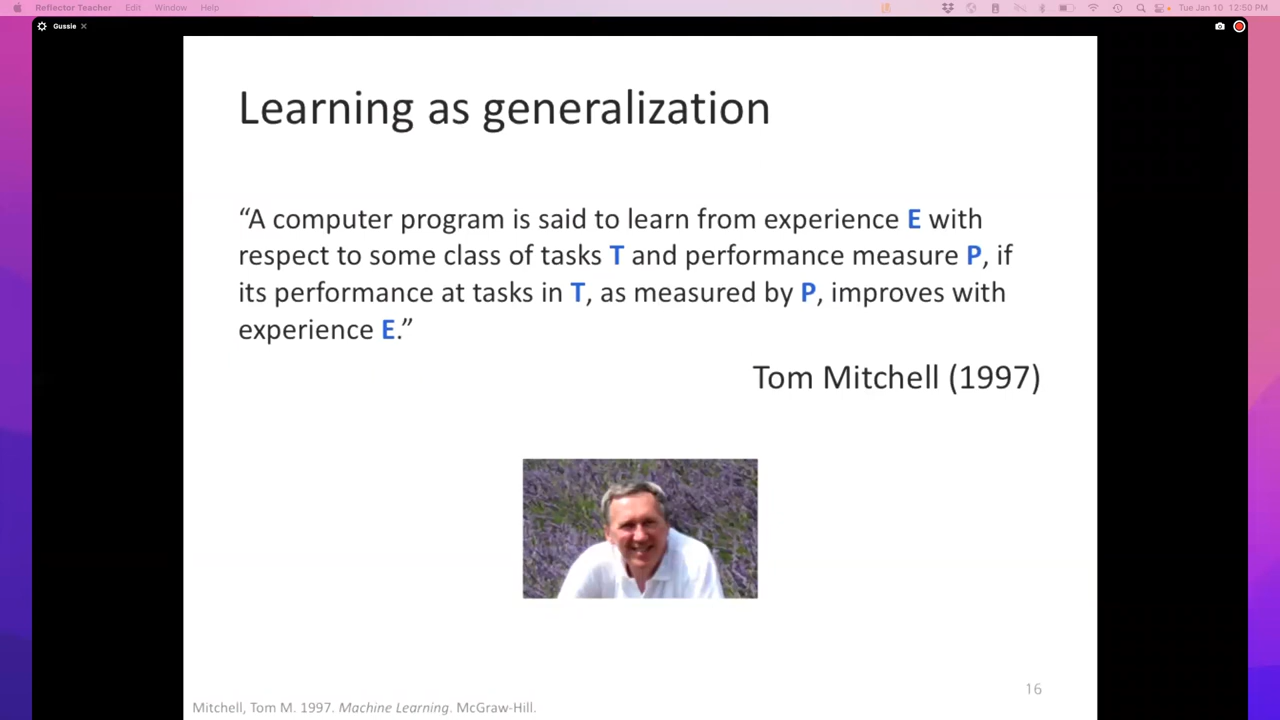 Reflector Teacher Edit Window Help
Tue Jan 10 12:50 PM
Gussie
Learning as generalization
“A computer program is said to learn from experience E with
respect to some class of tasks T and performance measure P, if
its performance at tasks in T, as measured by P, improves with
experience E.”
Tom Mitchell (1997)
16
Mitchell, Tom M. 1997. Machine Learning. McGraw-Hill.